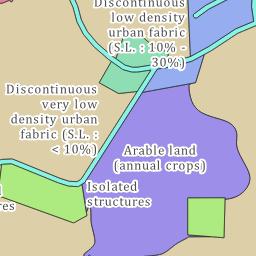 Discontinuous
low density
urban fabric
(S.L. : 10% -
30%)
Discontinuous
very low
density urban
fabric (S.L. :
< 10%)
Arable land
(annual crops)
Isolated
structures